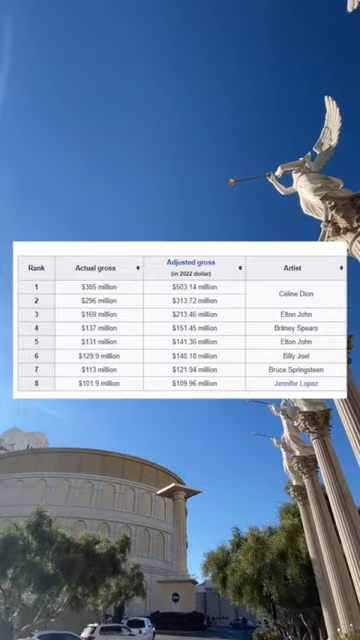 Rank Actual gross Adjusted gross (in 2022 dollar) Artist
1 $385 million $503.14 million Céline Dion
2 $296 million $313.72 million
3 $169 million $213.46 million Elton John
4 $137 million $151.45 million Britney Spears
5 $131 million $141.36 million Elton John
6 $129.9 million $140.18 million Billy Joel
7 $113 million $121.94 million Bruce Springsteen
8 $101.9 million $109.96 million Jennifer Lopez